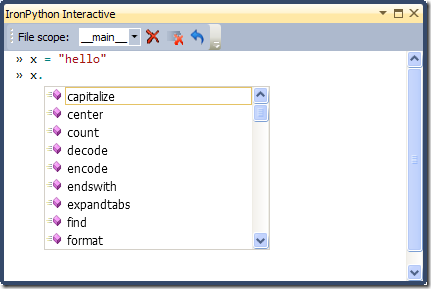 IronPython Interactive
File scope: __main__
» x = "hello"
» x.
capitalize
center
count
decode
encode
endswith
expandtabs
find
format